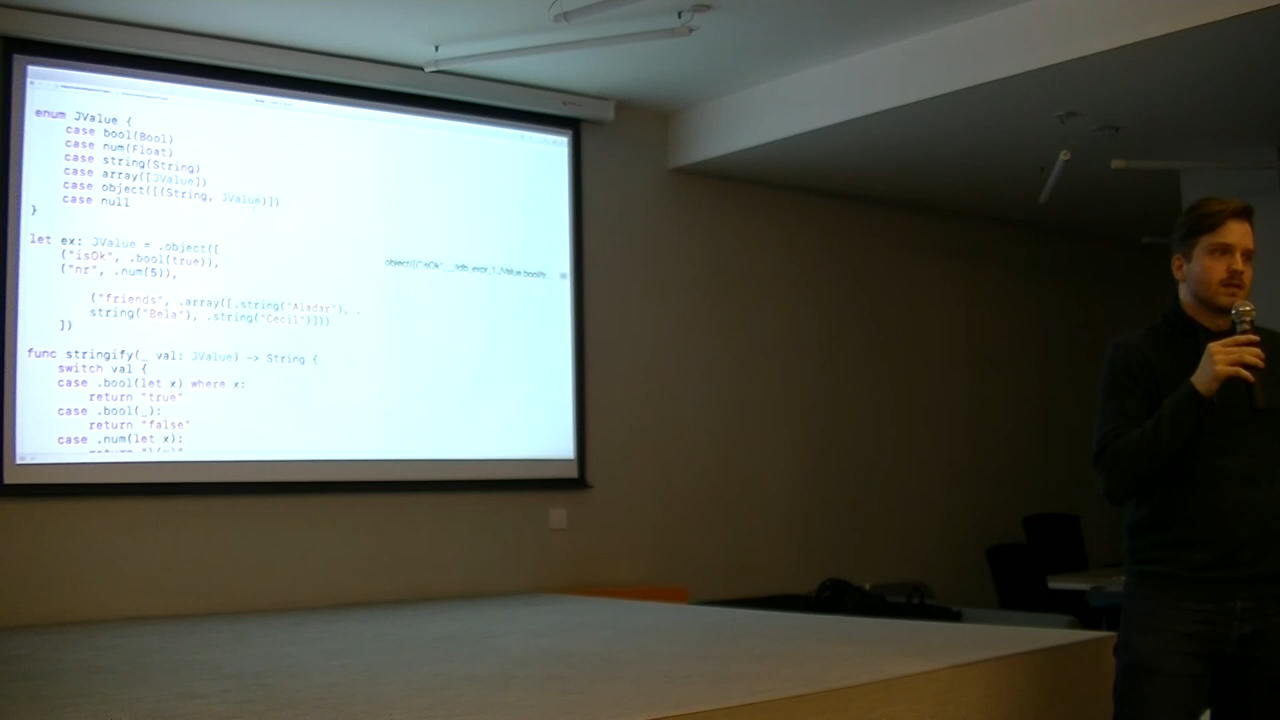 enum JValue {
case bool(Bool)
case num(Float)
case string(String)
case array([JValue])
case object([(String, JValue)])
case null
}
let ex: JValue = .object([
("isOk", .bool(true)),
("nr", .num(5)),
("friends", .array([.string("Aladar"), .
string("Bela"), .string("Cecil")]))
])
func stringify(_ val: JValue) -> String {
switch val {
case .bool(let x) where x:
return "true"
case .bool(_):
return "false"
case .num(let x):